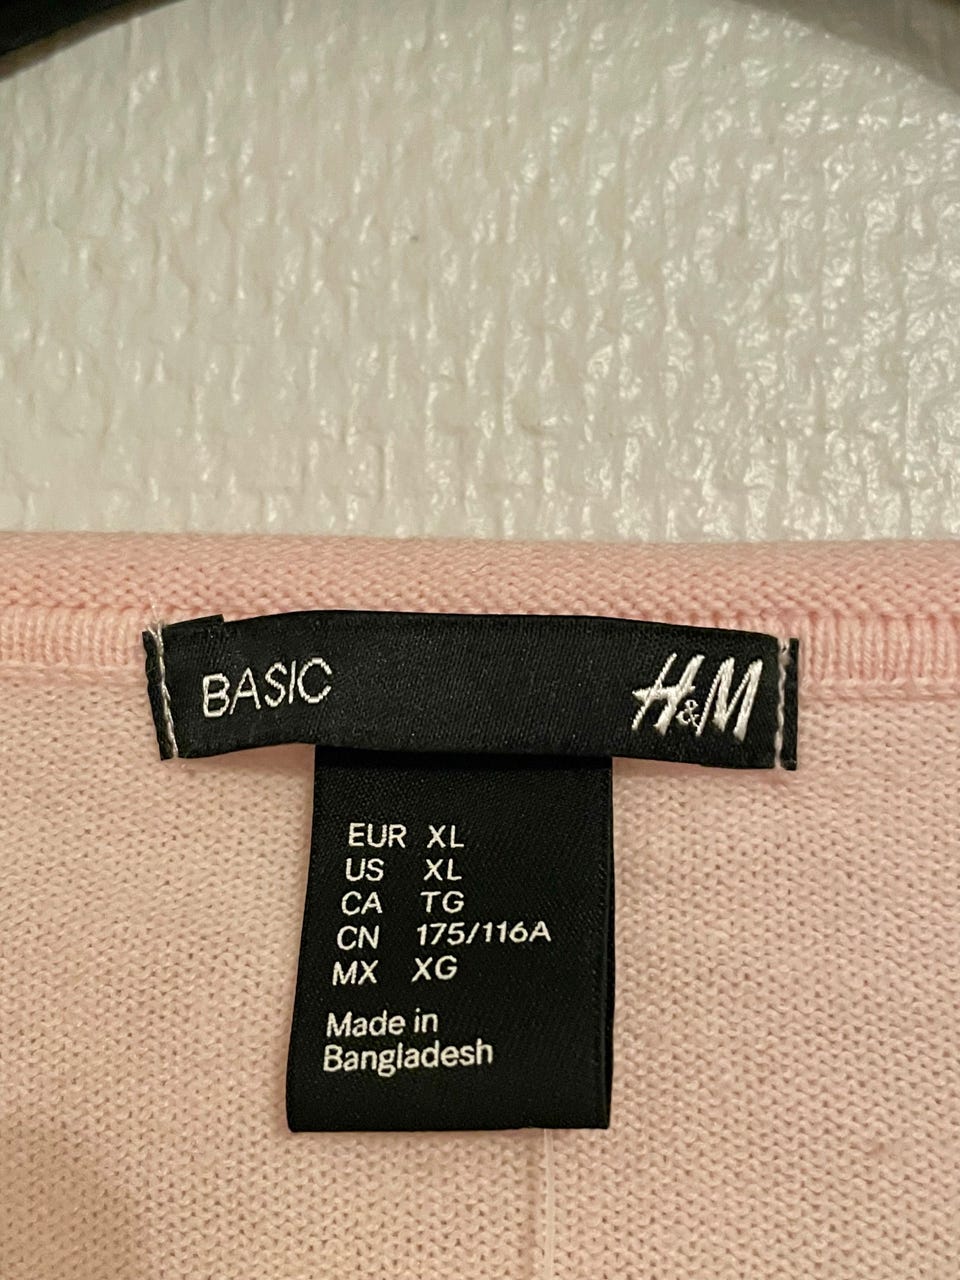 BASIC H&M
EUR XL
US XL
CA TG
CN 175/116A
MX XG
Made in
Bangladesh